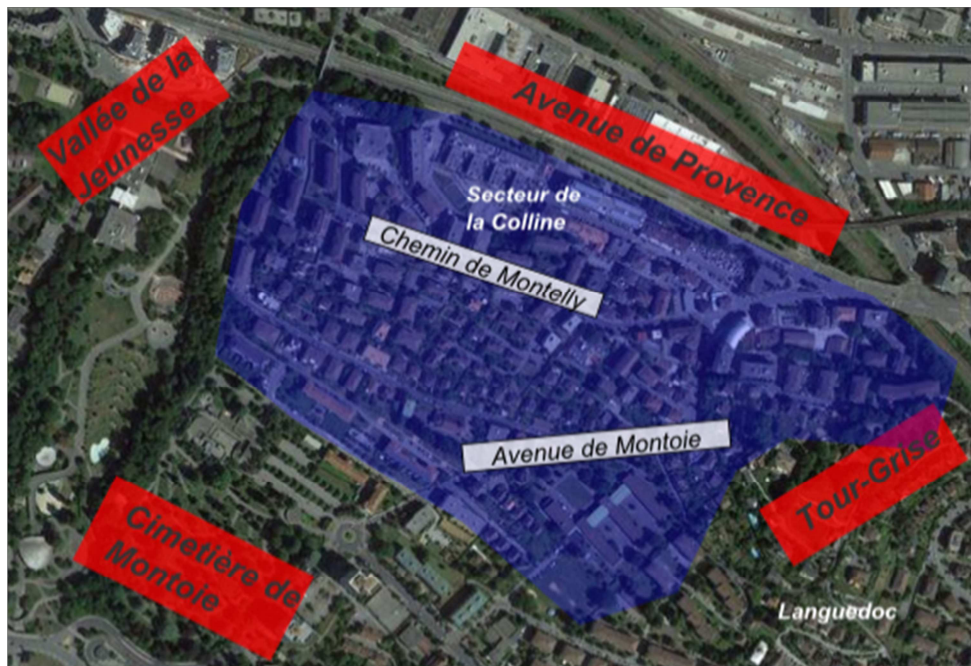 Vallée de la
Jeunesse
Avenue de Provence
Secteur de
la Colline
Chemin de Montelly
Avenue de Montoie
Tour-Grise
Cimetière de
Montoie
Languedoc